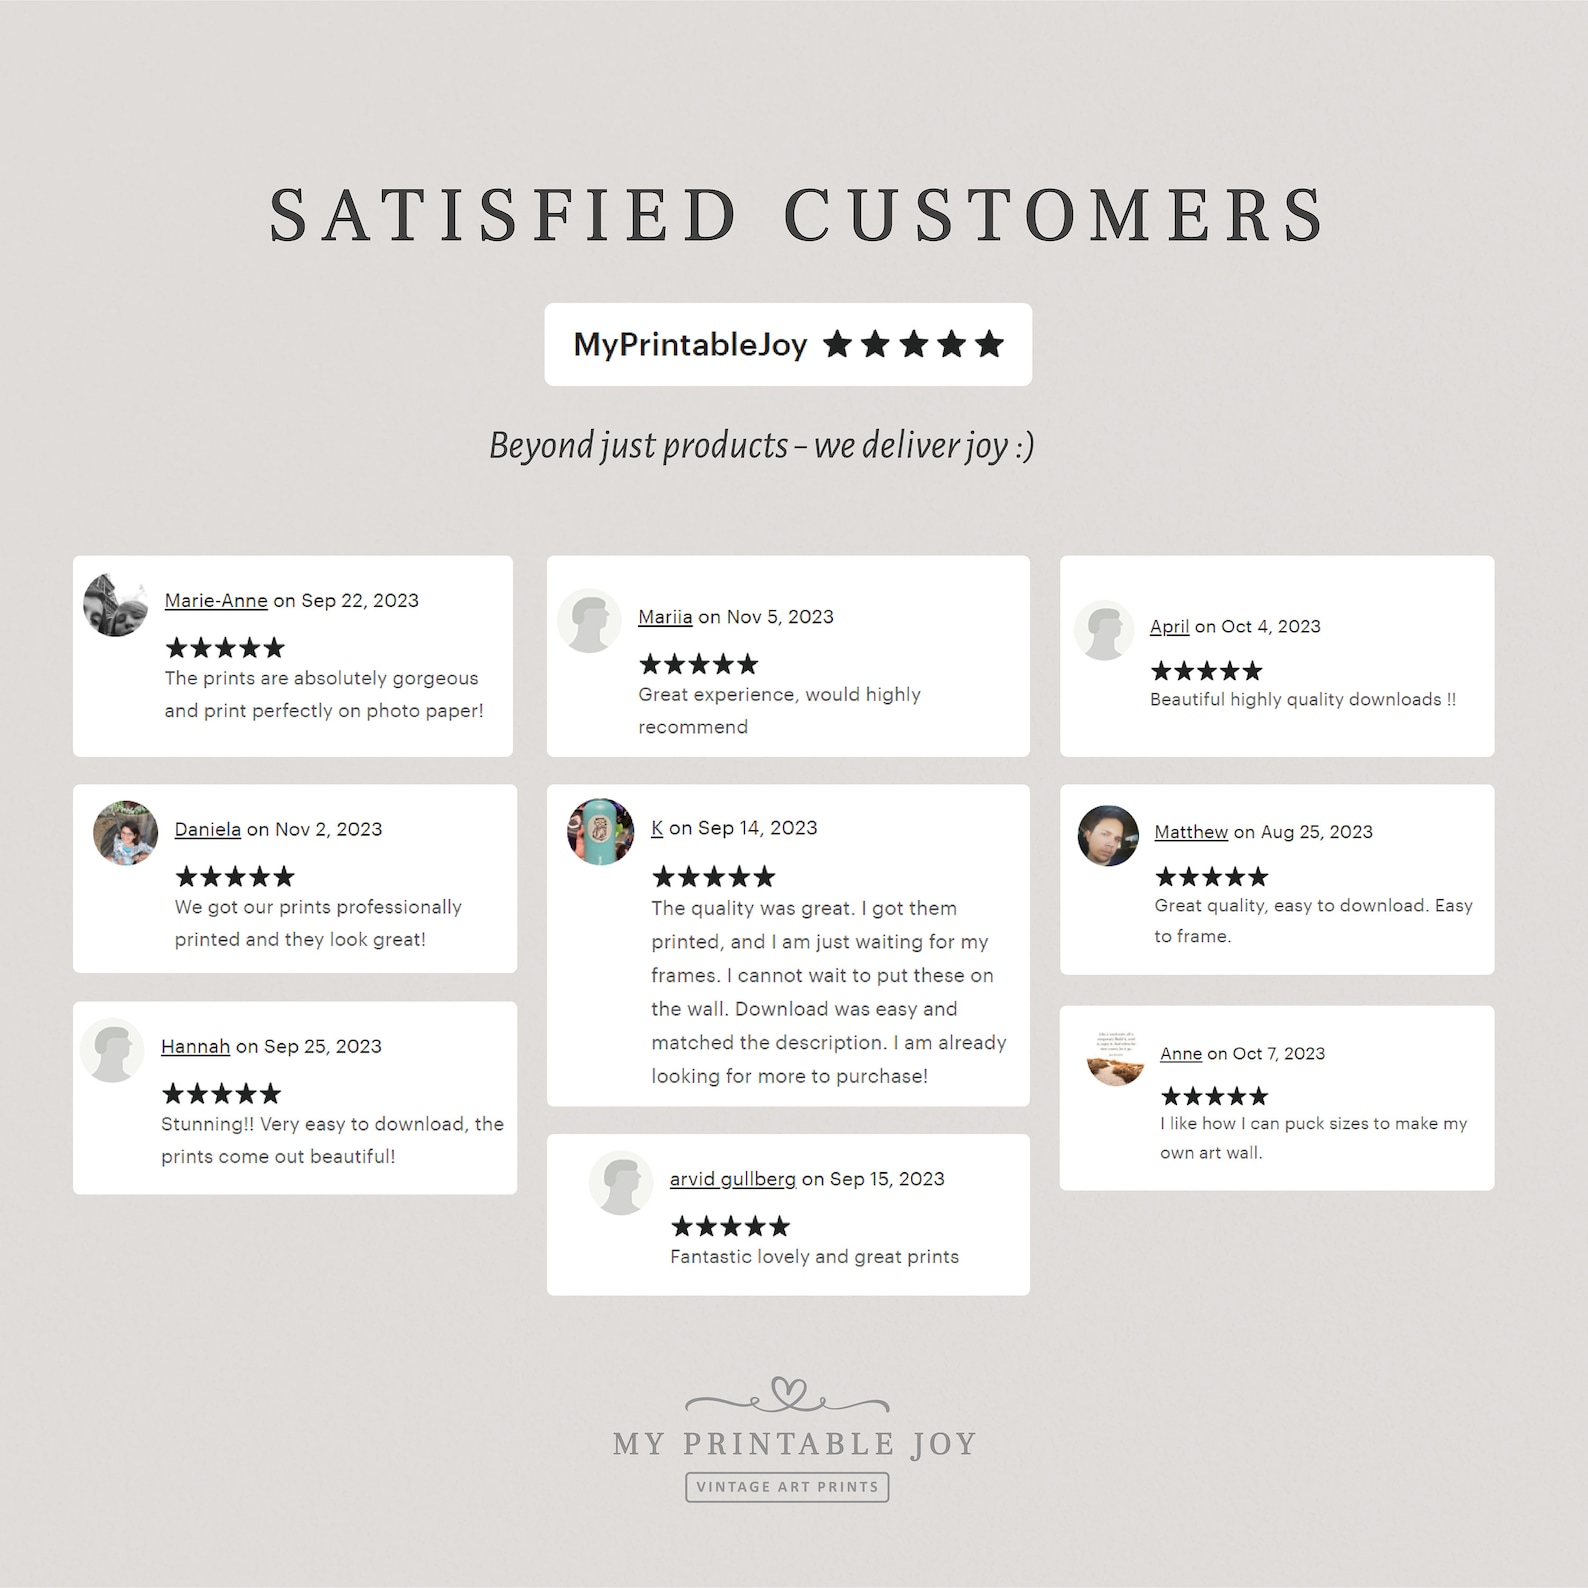 SATISFIED CUSTOMERS
MyPrintableJoy ★★★★★
Beyond just products – we deliver joy :)
Marie-Anne on Sep 22, 2023
★★★★★
The prints are absolutely gorgeous
and print perfectly on photo paper!
Daniela on Nov 2, 2023
★★★★★
We got our prints professionally
printed and they look great!
Hannah on Sep 25, 2023
★★★★★
Stunning!! Very easy to download, the
prints come out beautiful!
Mariia on Nov 5, 2023
★★★★★
Great experience, would highly
recommend
K on Sep 14, 2023
★★★★★
The quality was great. I got them
printed, and I am just waiting for my
frames. I cannot wait to put these on
the wall. Download was easy and
matched the description. I am already
looking for more to purchase!
arvid gullberg on Sep 15, 2023
★★★★★
Fantastic lovely and great prints
April on Oct 4, 2023
★★★★★
Beautiful highly quality downloads !!
Matthew on Aug 25, 2023
★★★★★
Great quality, easy to download. Easy
to frame.
Anne on Oct 7, 2023
★★★★★
I like how I can puck sizes to make my
own art wall.
MY PRINTABLE JOY
VINTAGE ART PRINTS